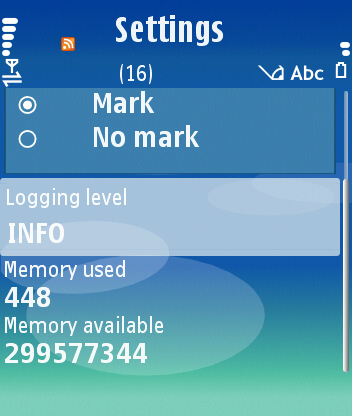 Settings
(16)
Abc
Mark
No mark
Logging level
INFO
Memory used
448
Memory available
299577344